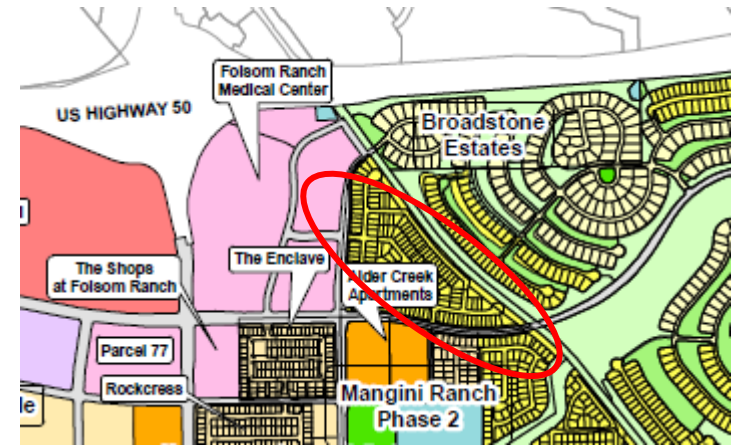 Folsom Ranch
Medical Center
US HIGHWAY 50
Broadstone
Estates
The Enclave
The Shops
at Folsom Ranch
Alder Creek
Apartments
Parcel 77
Rockcress
Mangini Ranch
Phase 2
le